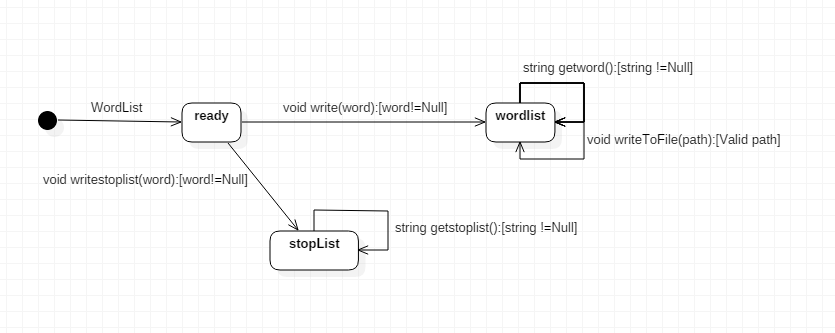 string getword():[string !=Null]
WordList
ready
void write(word):[word!=Null]
wordlist
void writeToFile(path):[Valid path]
void writestoplist(word):[word!=Null]
stopList
string getstoplist():[string !=Null]